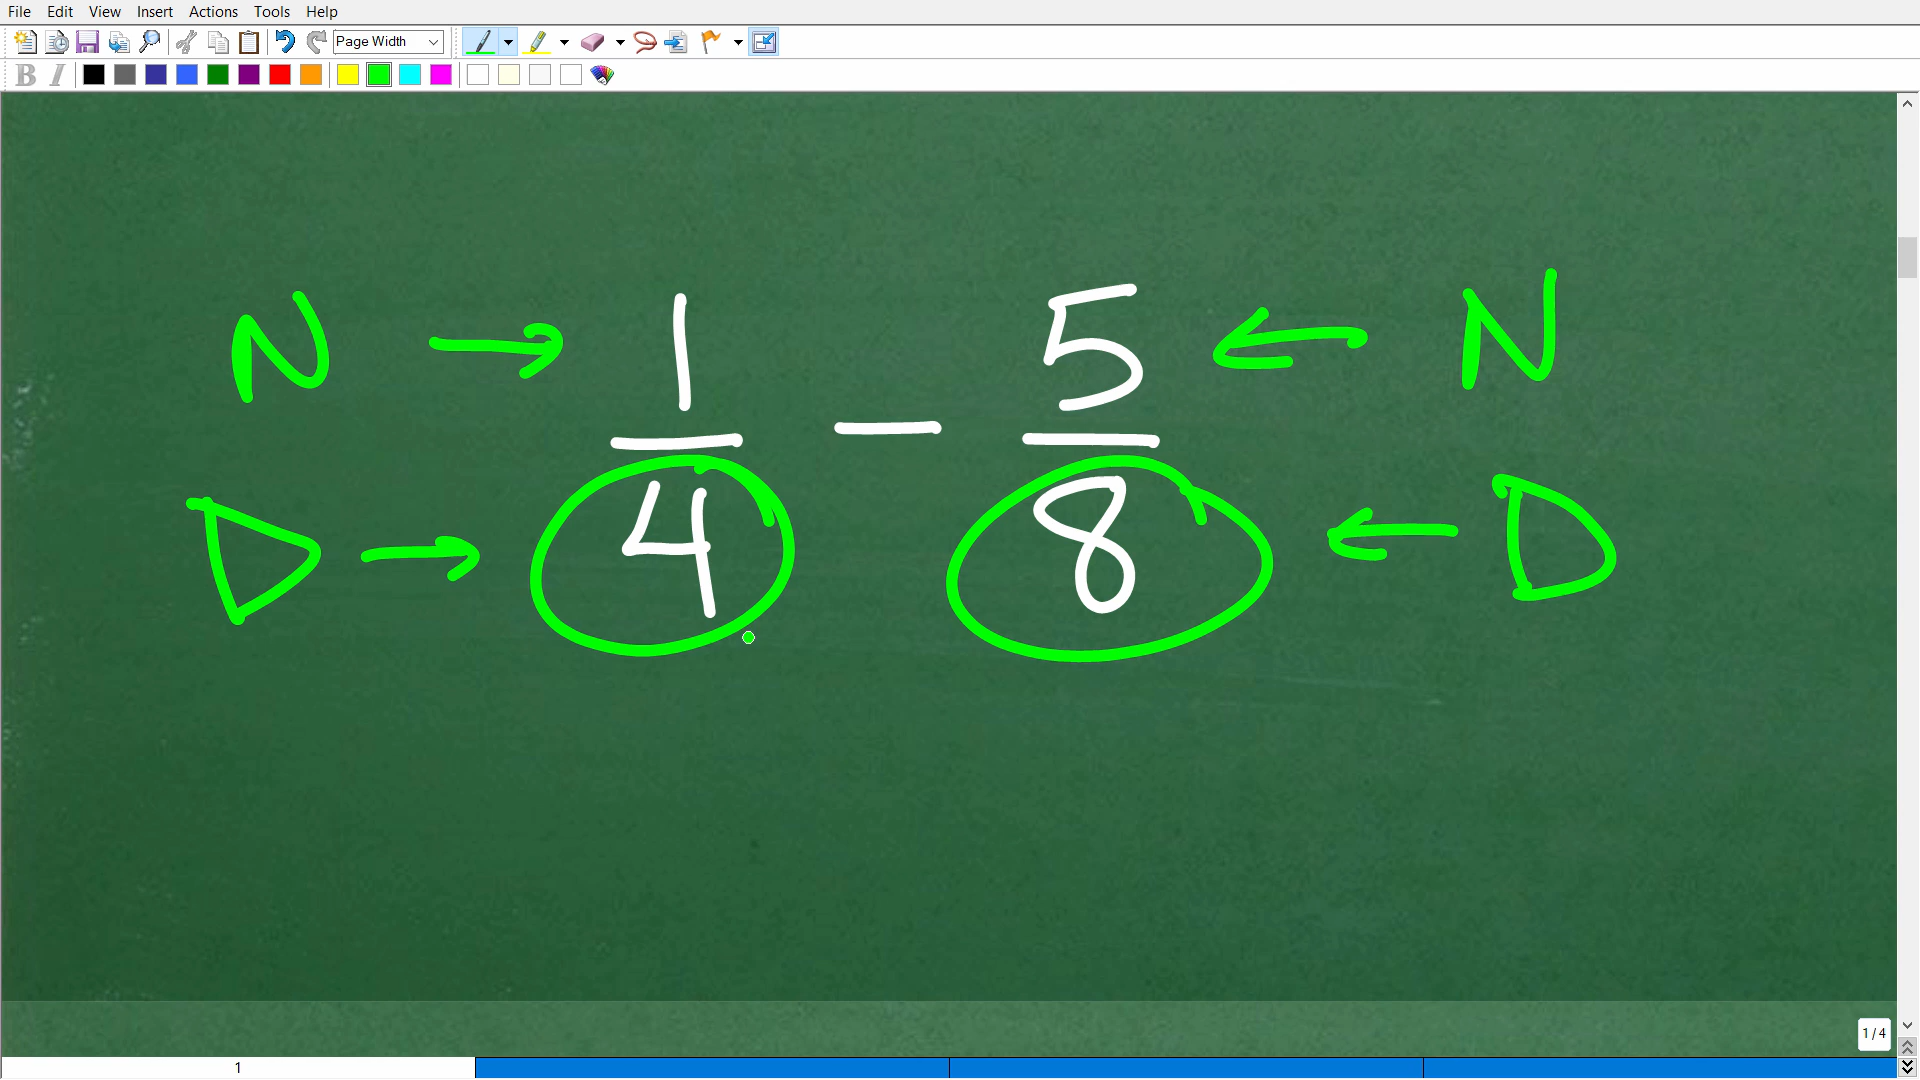 File Edit View Insert Actions Tools Help
Page Width
B I
N → 1 — 5 ← N
D → 4 8 ← D
1 / 4
1